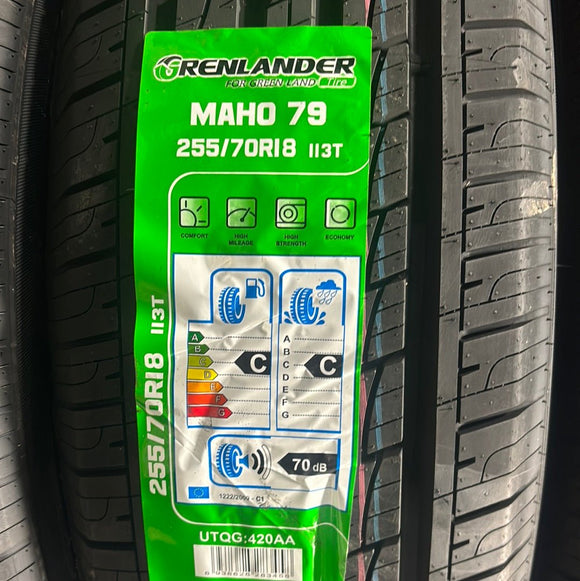 GRENLANDER
FOR GREEN LAND Tire
MAHO 79
255/70R18 113T
COMFORT
HIGH MILEAGE
HIGH STRENGTH
ECONOMY
255/70R18 113T
A
B
C
D
E
F
G
C
A
B
C
D
E
F
G
C
70 dB
1222/2009 - C1
UTQG:420AA